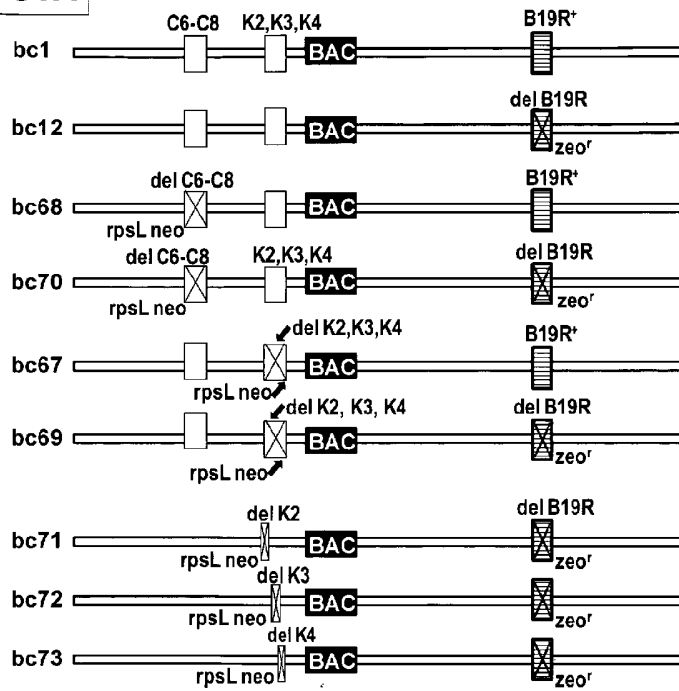 C6-C8 K2,K3,K4 B19R⁺
bc1 BAC
del B19R
bc12 BAC
zeoʳ
del C6-C8 B19R⁺
bc68 BAC
rpsL neo
del C6-C8 K2,K3,K4 del B19R
bc70 BAC
rpsL neo zeoʳ
del K2,K3,K4 B19R⁺
bc67 BAC
rpsL neo
del K2, K3, K4 del B19R
bc69 BAC
rpsL neo zeoʳ
del K2 del B19R
bc71 BAC
rpsL neo zeoʳ
del K3
bc72 BAC
rpsL neo zeoʳ
del K4
bc73 BAC
rpsL neo zeoʳ